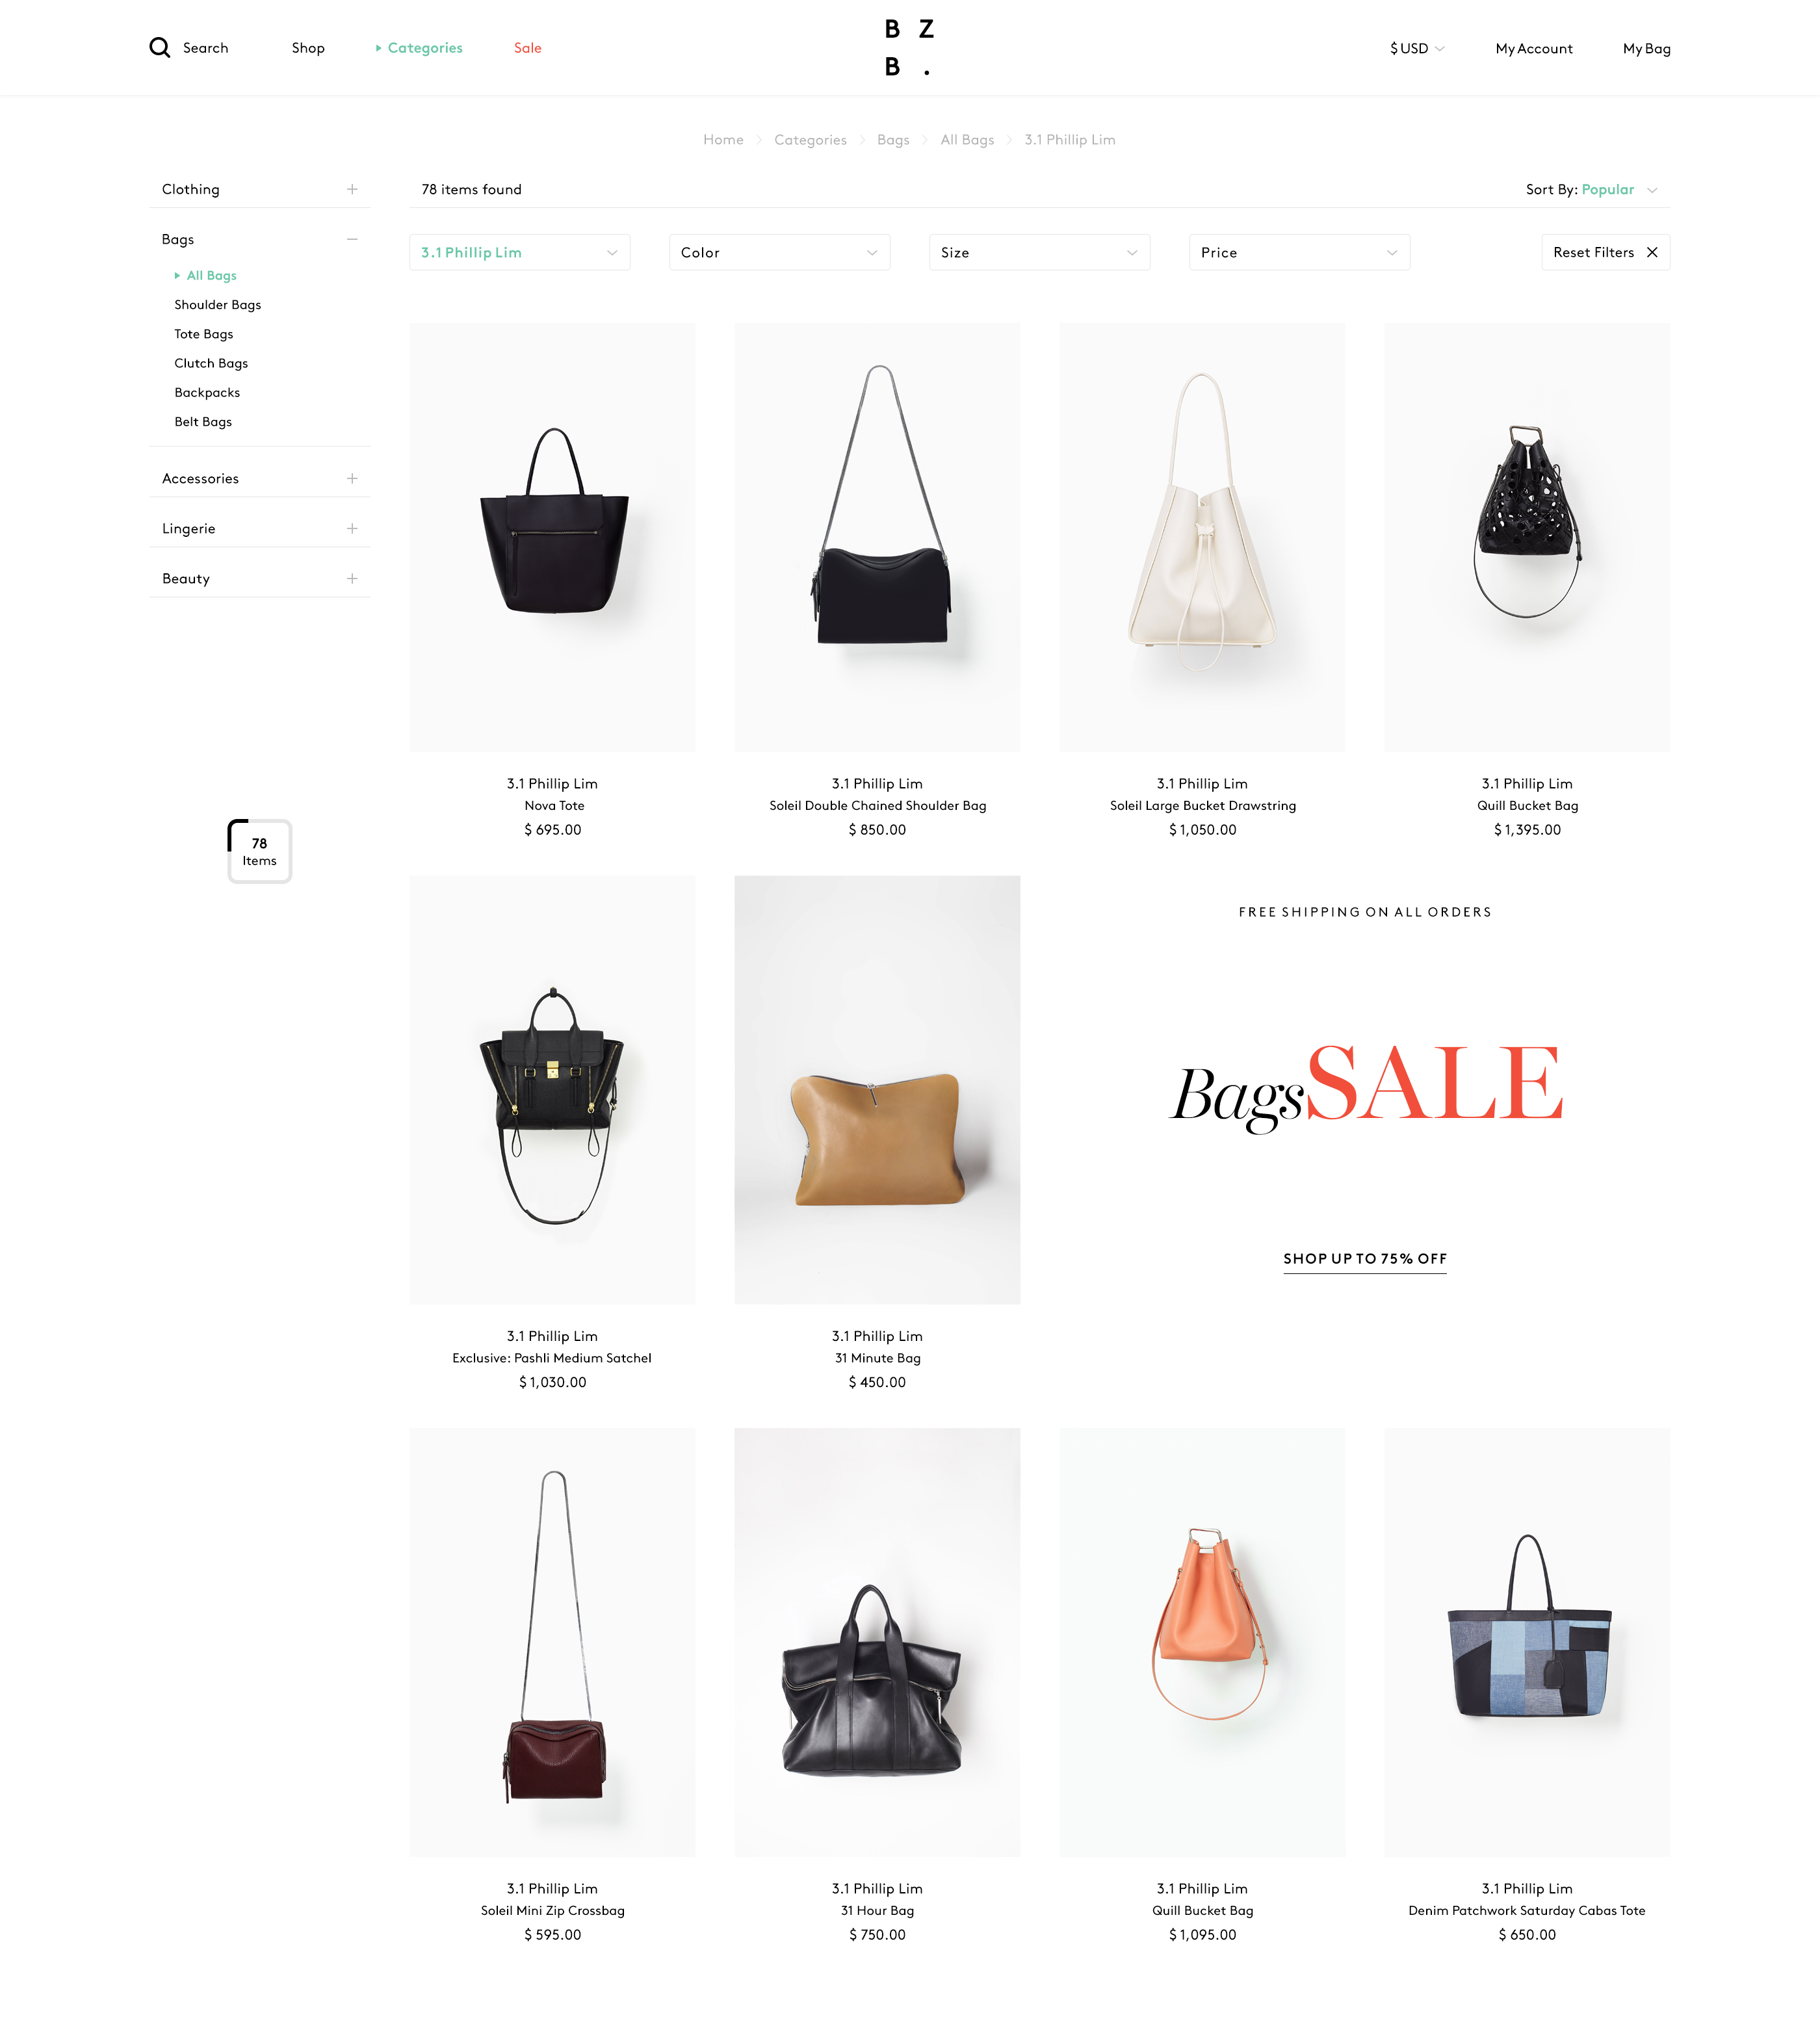 Search
Shop
Categories
Sale
B Z
B .
$ USD
My Account
My Bag
Home
Categories
Bags
All Bags
3.1 Phillip Lim
Clothing
Bags
All Bags
Shoulder Bags
Tote Bags
Clutch Bags
Backpacks
Belt Bags
Accessories
Lingerie
Beauty
78
Items
78 items found
Sort By: Popular
3.1 Phillip Lim
Color
Size
Price
Reset Filters
3.1 Phillip Lim
Nova Tote
$ 695.00
3.1 Phillip Lim
Soleil Double Chained Shoulder Bag
$ 850.00
3.1 Phillip Lim
Soleil Large Bucket Drawstring
$ 1,050.00
3.1 Phillip Lim
Quill Bucket Bag
$ 1,395.00
3.1 Phillip Lim
Exclusive: Pashli Medium Satchel
$ 1,030.00
3.1 Phillip Lim
31 Minute Bag
$ 450.00
FREE SHIPPING ON ALL ORDERS
Bags SALE
SHOP UP TO 75% OFF
3.1 Phillip Lim
Soleil Mini Zip Crossbag
$ 595.00
3.1 Phillip Lim
31 Hour Bag
$ 750.00
3.1 Phillip Lim
Quill Bucket Bag
$ 1,095.00
3.1 Phillip Lim
Denim Patchwork Saturday Cabas Tote
$ 650.00